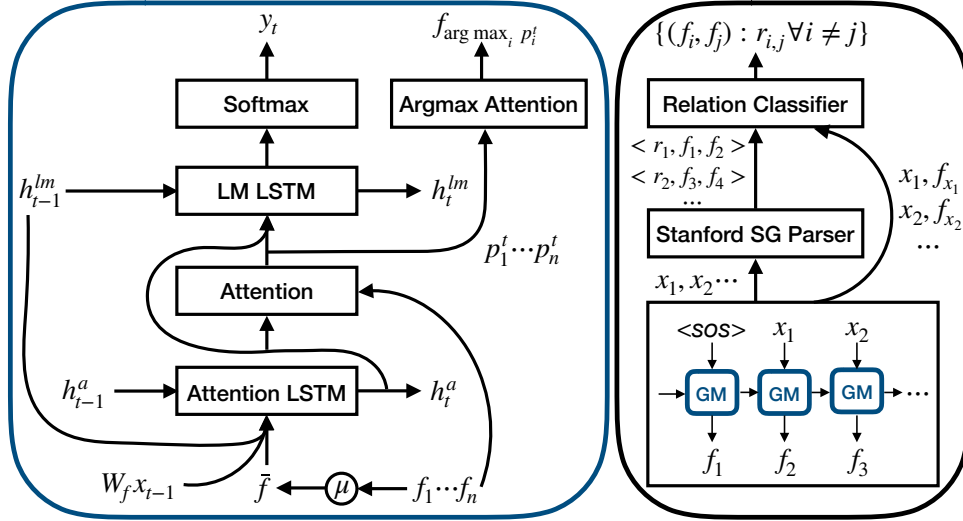 y_t
f_{arg max_i p_i^t}
Softmax
Argmax Attention
h_{t-1}^{lm}
LM LSTM
h_t^{lm}
p_1^t⋯p_n^t
Attention
h_{t-1}^a
Attention LSTM
h_t^a
W_f x_{t-1}
f̄
μ
f_1⋯f_n
{(f_i, f_j) : r_{i,j} ∀i ≠ j}
Relation Classifier
< r_1, f_1, f_2 >
< r_2, f_3, f_4 >
...
x_1, f_{x_1}
x_2, f_{x_2}
...
Stanford SG Parser
x_1, x_2⋯
<sos>
x_1
x_2
GM
GM
GM
⋯
f_1
f_2
f_3